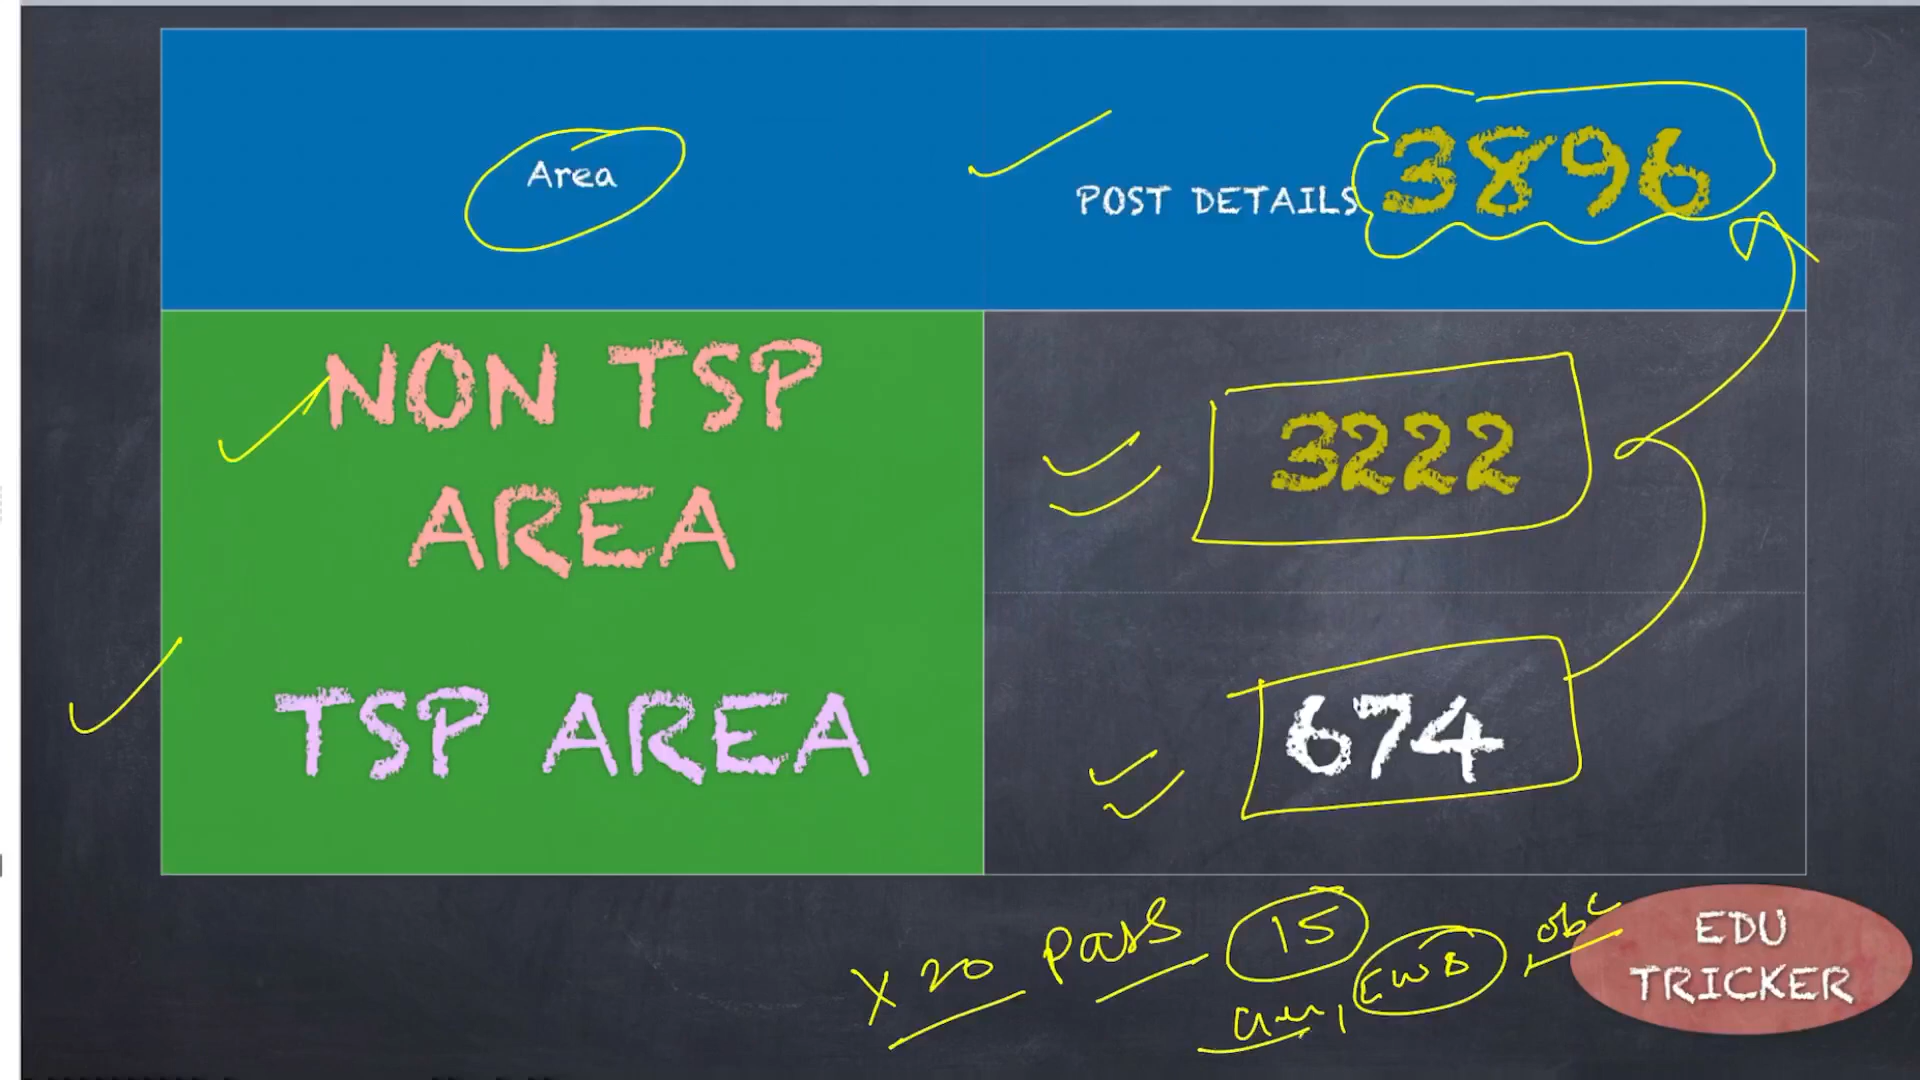 Area
POST DETAILS 3896
NON TSP
AREA
3222
TSP AREA
674
X 20 Pass 15
EWS, obc
EDU
TRICKER